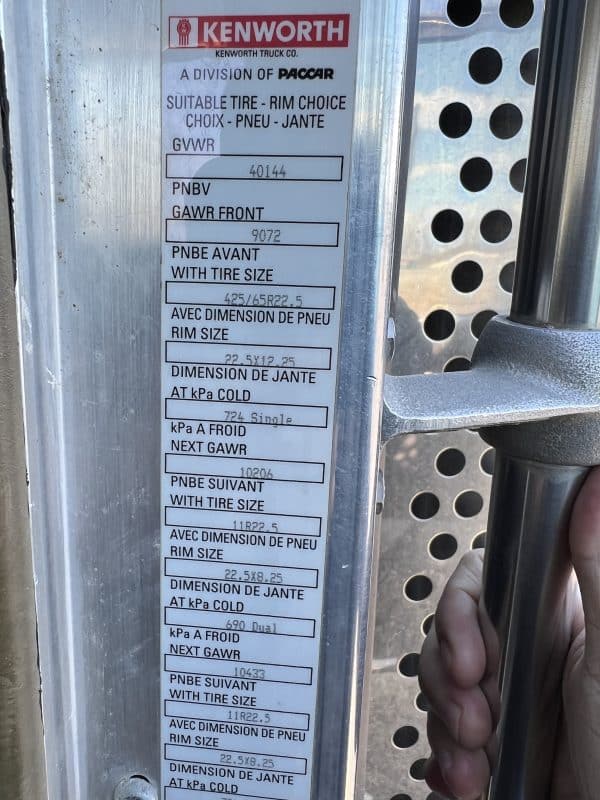 KENWORTH
KENWORTH TRUCK CO.
A DIVISION OF PACCAR
SUITABLE TIRE - RIM CHOICE
CHOIX - PNEU - JANTE
GVWR
40144
PNBV
GAWR FRONT
9072
PNBE AVANT
WITH TIRE SIZE
425/65R22.5
AVEC DIMENSION DE PNEU
RIM SIZE
22.5X12.25
DIMENSION DE JANTE
AT kPa COLD
724 Single
kPa A FROID
NEXT GAWR
10206
PNBE SUIVANT
WITH TIRE SIZE
11R22.5
AVEC DIMENSION DE PNEU
RIM SIZE
22.5X8.25
DIMENSION DE JANTE
AT kPa COLD
690 Dual
kPa A FROID
NEXT GAWR
10433
PNBE SUIVANT
WITH TIRE SIZE
11R22.5
AVEC DIMENSION DE PNEU
RIM SIZE
22.5X8.25
DIMENSION DE JANTE
AT kPa COLD